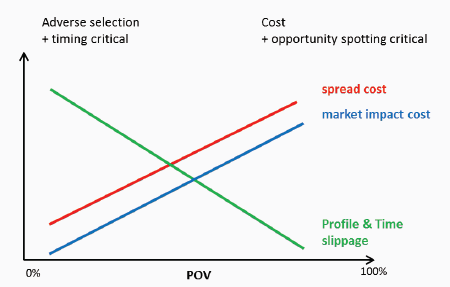 Adverse selection
+ timing critical
Cost
+ opportunity spotting critical
spread cost
market impact cost
Profile & Time
slippage
0%
POV
100%